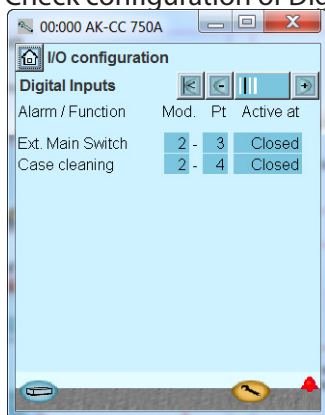 Check configuration of Di
00:000 AK-CC 750A
I/O configuration
Digital Inputs
Alarm / Function Mod. Pt Active at
Ext. Main Switch 2 - 3 Closed
Case cleaning 2 - 4 Closed